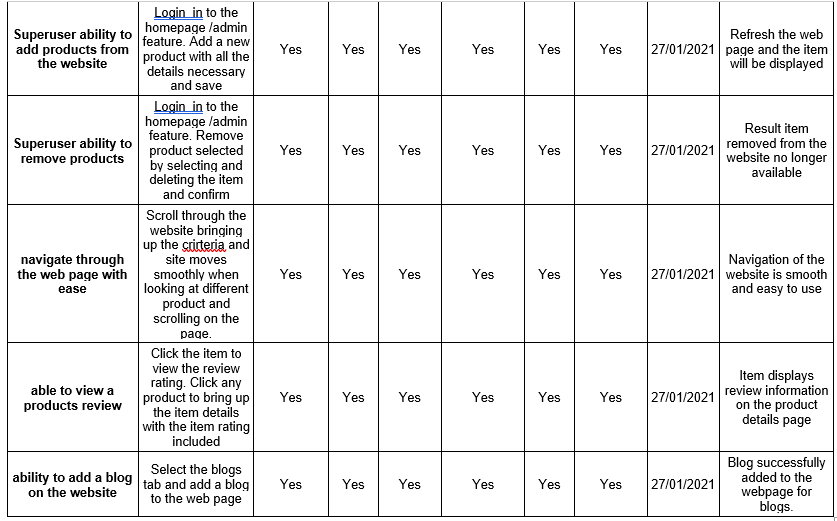 Superuser ability to
add products from
the website
Login in to the
homepage /admin
feature. Add a new
product with all the
details necessary
and save
Yes
Yes
Yes
Yes
Yes
Yes
27/01/2021
Refresh the web
page and the item
will be displayed
Superuser ability to
remove products
Login in to the
homepage /admin
feature. Remove
product selected
by selecting and
deleting the item
and confirm
Yes
Yes
Yes
Yes
Yes
Yes
27/01/2021
Result item
removed from the
website no longer
available
navigate through
the web page with
ease
Scroll through the
website bringing
up the crirteria and
site moves
smoothly when
looking at different
product and
scrolling on the
page.
Yes
Yes
Yes
Yes
Yes
Yes
27/01/2021
Navigation of the
website is smooth
and easy to use
able to view a
products review
Click the item to
view the review
rating. Click any
product to bring up
the item details
with the item rating
included
Yes
Yes
Yes
Yes
Yes
Yes
27/01/2021
Item displays
review information
on the product
details page
ability to add a blog
on the website
Select the blogs
tab and add a blog
to the web page
Yes
Yes
Yes
Yes
Yes
Yes
27/01/2021
Blog successfully
added to the
webpage for
blogs.